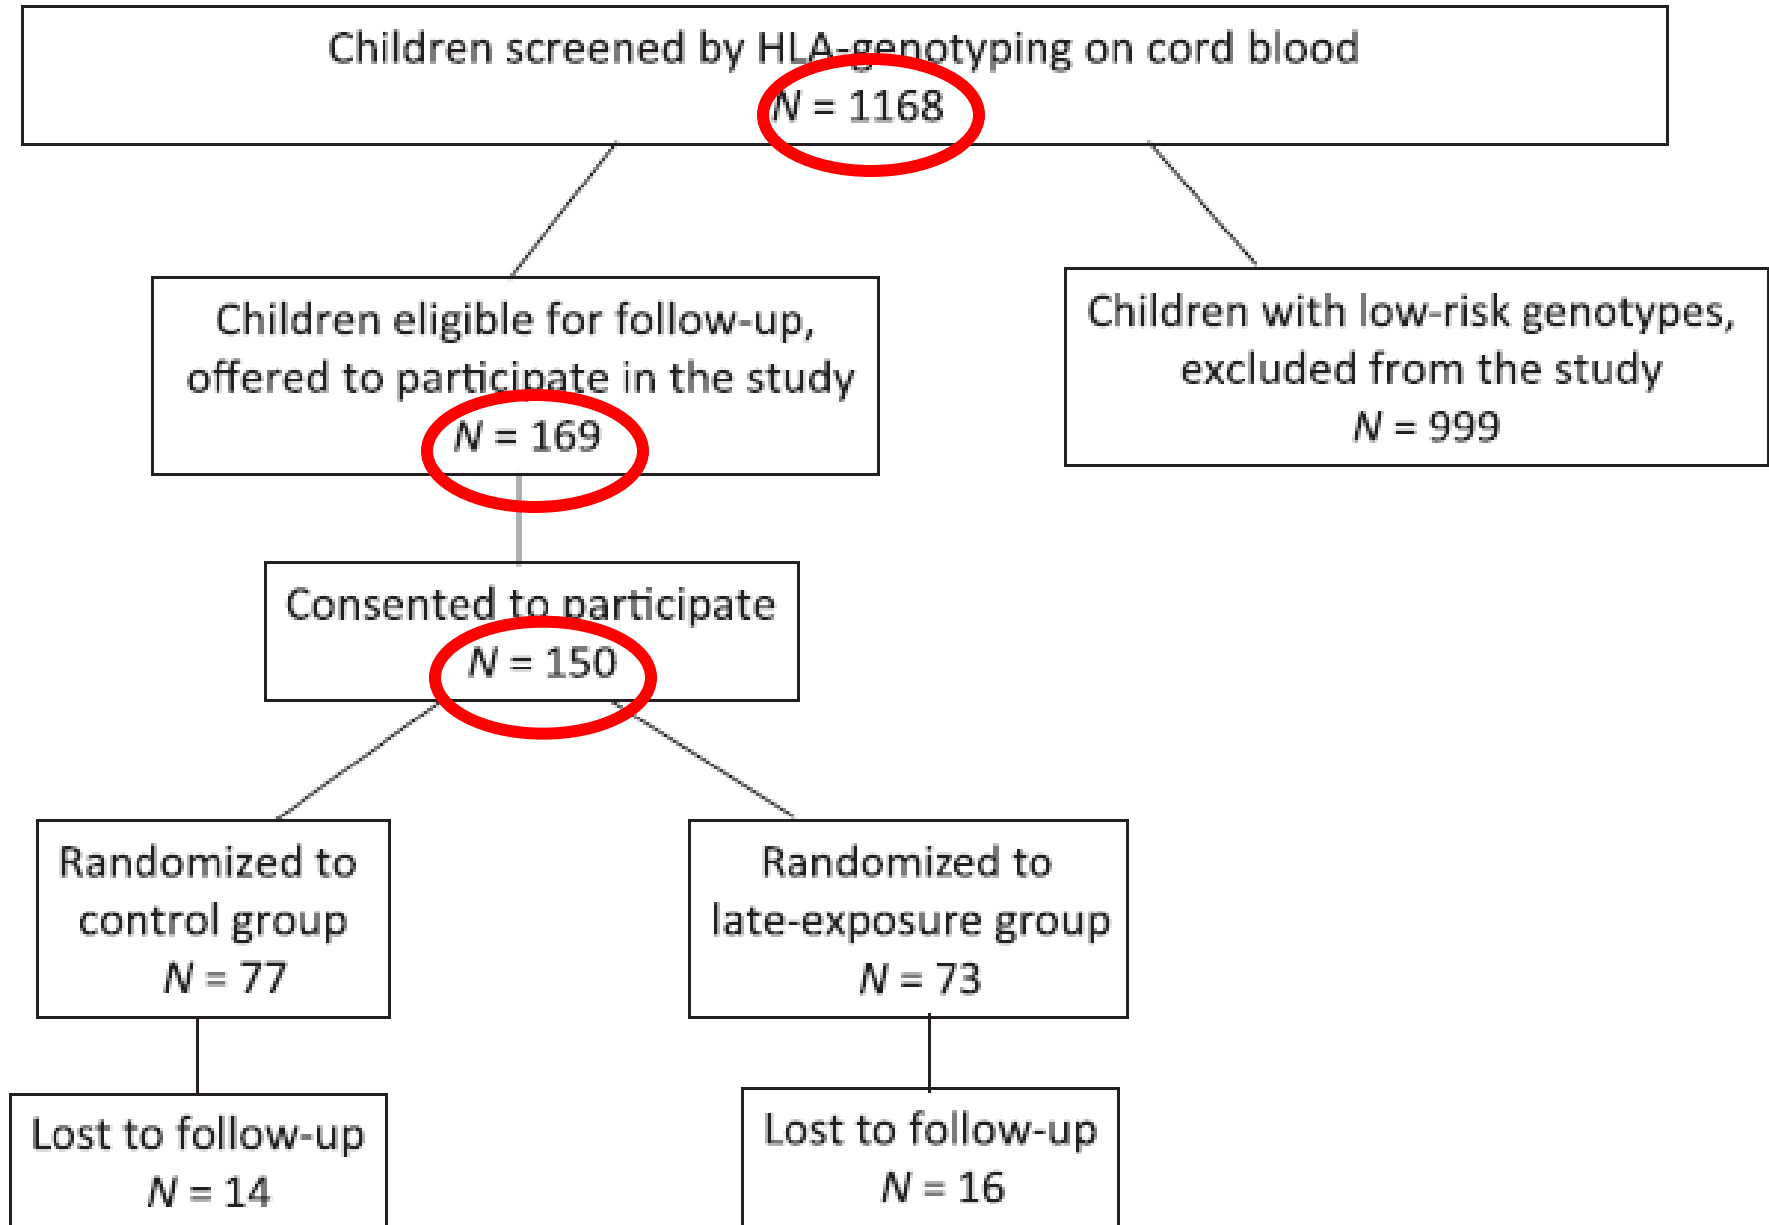 Children screened by HLA-genotyping on cord blood
N = 1168
Children eligible for follow-up,
offered to participate in the study
N = 169
Children with low-risk genotypes,
excluded from the study
N = 999
Consented to participate
N = 150
Randomized to
control group
N = 77
Randomized to
late-exposure group
N = 73
Lost to follow-up
N = 14
Lost to follow-up
N = 16